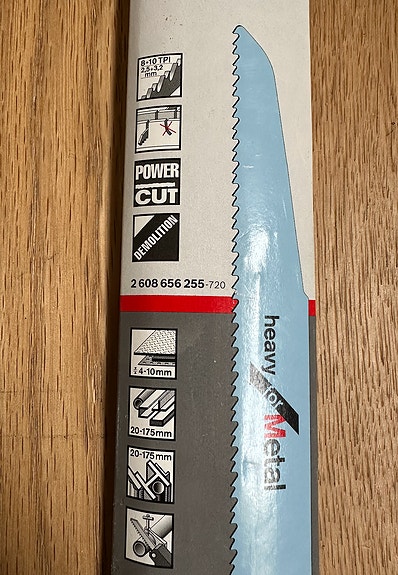 8-10 TPI
2,5-3,2
mm
POWER
CUT
DEMOLITION
2 608 656 255-720
heavy for Metal
4-10mm
20-175mm
20-175mm